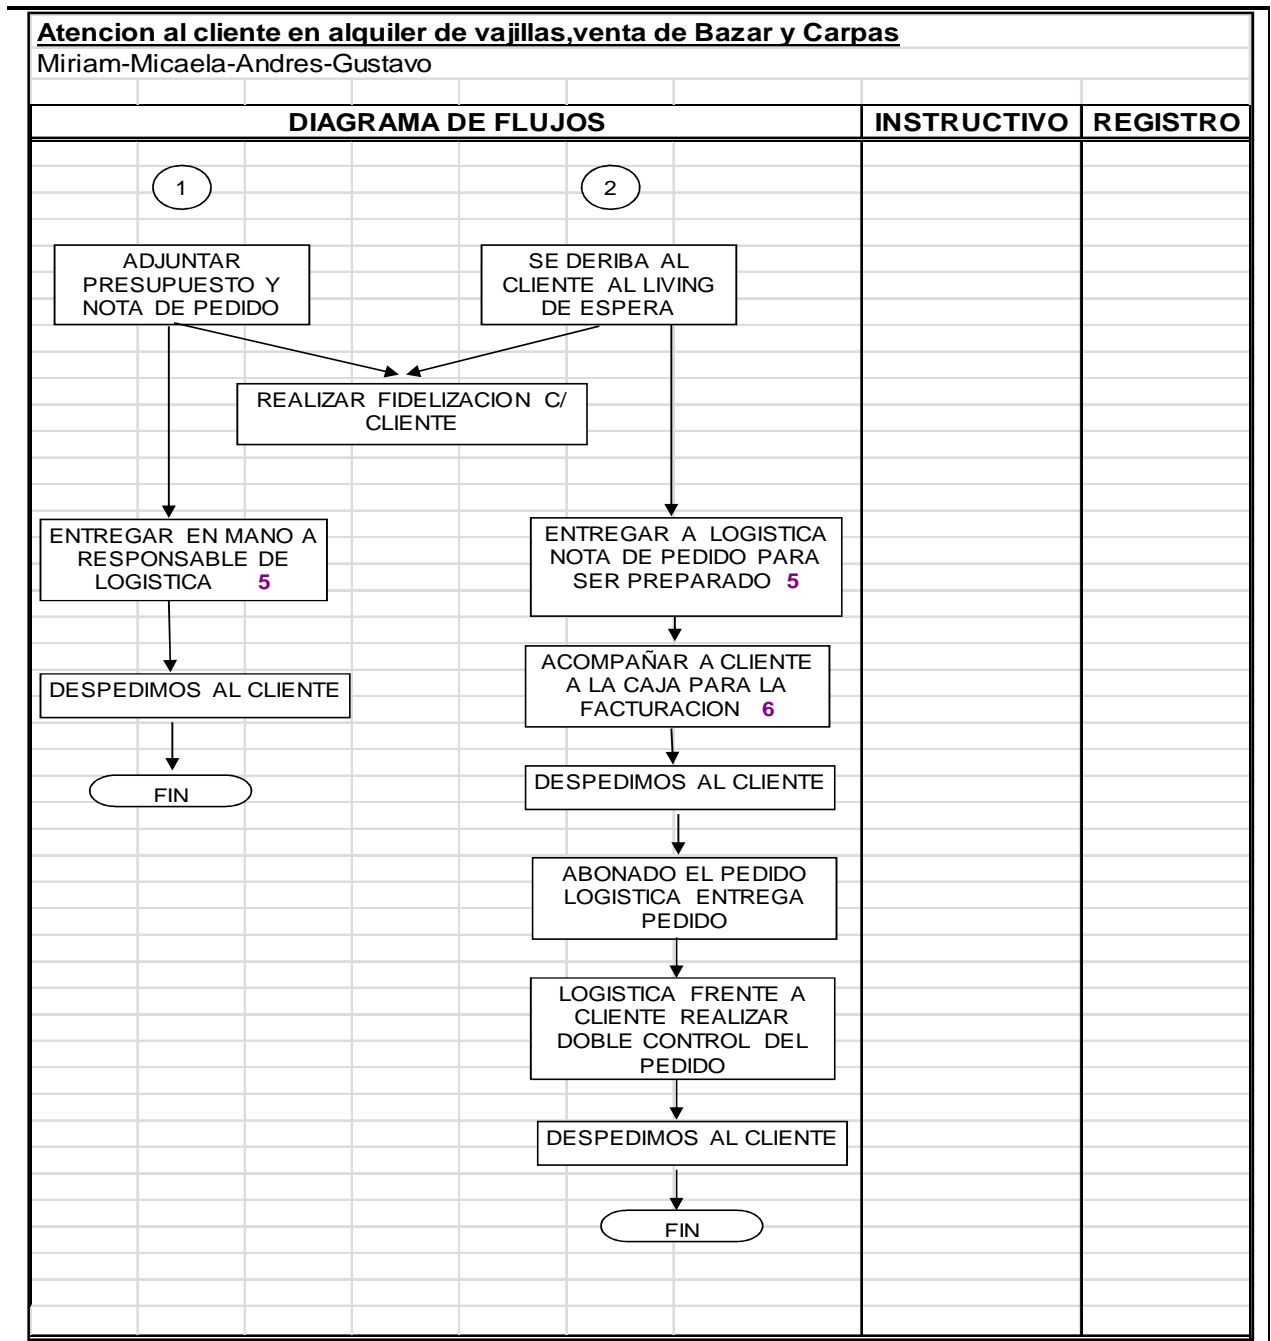 Atencion al cliente en alquiler de vajillas,venta de Bazar y Carpas
Miriam-Micaela-Andres-Gustavo
DIAGRAMA DE FLUJOS
INSTRUCTIVO
REGISTRO
1
2
ADJUNTAR
PRESUPUESTO Y
NOTA DE PEDIDO
SE DERIBA AL
CLIENTE AL LIVING
DE ESPERA
REALIZAR FIDELIZACION C/
CLIENTE
ENTREGAR EN MANO A
RESPONSABLE DE
LOGISTICA 5
ENTREGAR A LOGISTICA
NOTA DE PEDIDO PARA
SER PREPARADO 5
DESPEDIMOS AL CLIENTE
ACOMPAÑAR A CLIENTE
A LA CAJA PARA LA
FACTURACION 6
FIN
DESPEDIMOS AL CLIENTE
ABONADO EL PEDIDO
LOGISTICA ENTREGA
PEDIDO
LOGISTICA FRENTE A
CLIENTE REALIZAR
DOBLE CONTROL DEL
PEDIDO
DESPEDIMOS AL CLIENTE
FIN